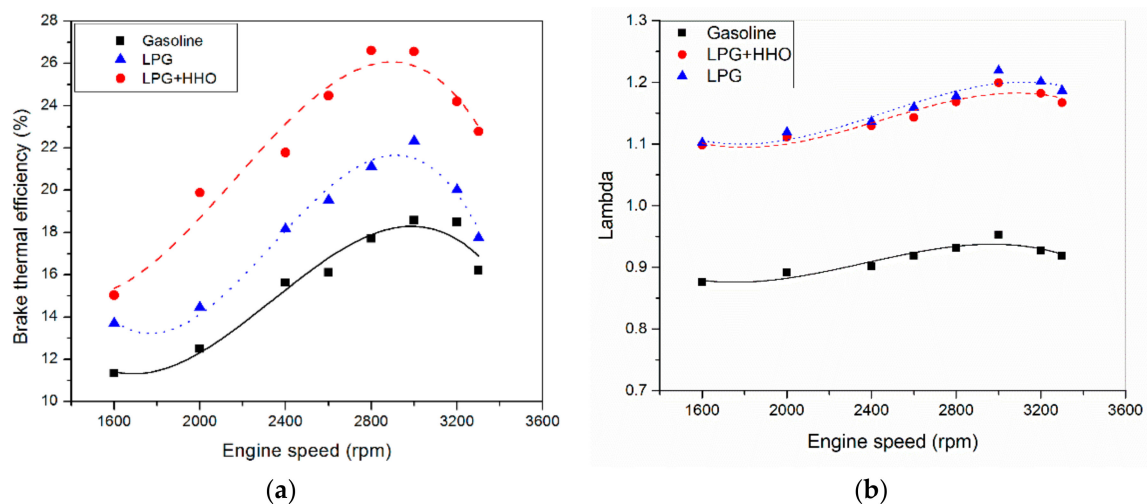 Gasoline
LPG
LPG+HHO
Brake thermal efficiency (%)
28
26
24
22
20
18
16
14
12
10
1600 2000 2400 2800 3200 3600
Engine speed (rpm)
(a)
Gasoline
LPG+HHO
LPG
Lambda
1.3
1.2
1.1
1.0
0.9
0.8
0.7
1600 2000 2400 2800 3200 3600
Engine speed (rpm)
(b)